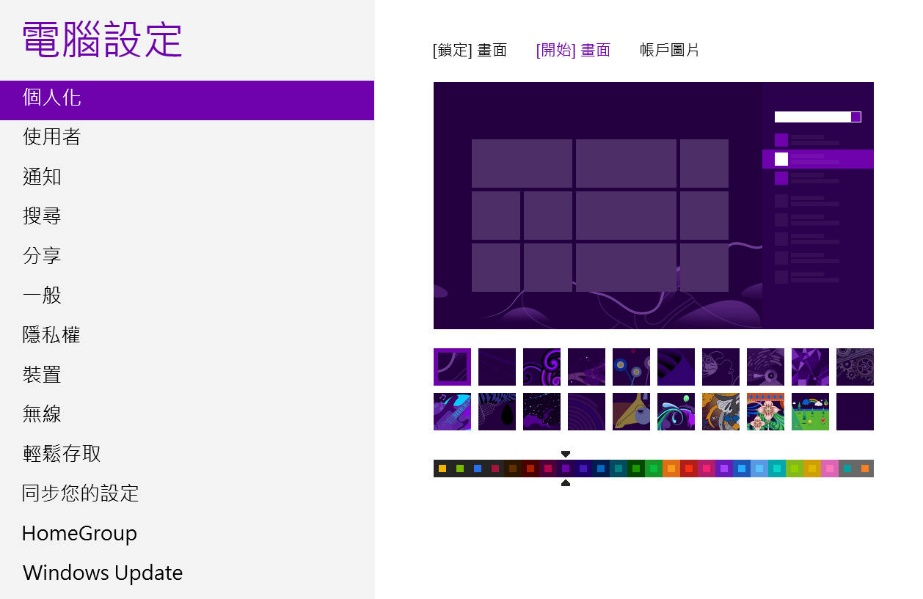 電腦設定
個人化
使用者
通知
搜尋
分享
一般
隱私權
裝置
無線
輕鬆存取
同步您的設定
HomeGroup
Windows Update
[鎖定] 畫面 [開始] 畫面 帳戶圖片